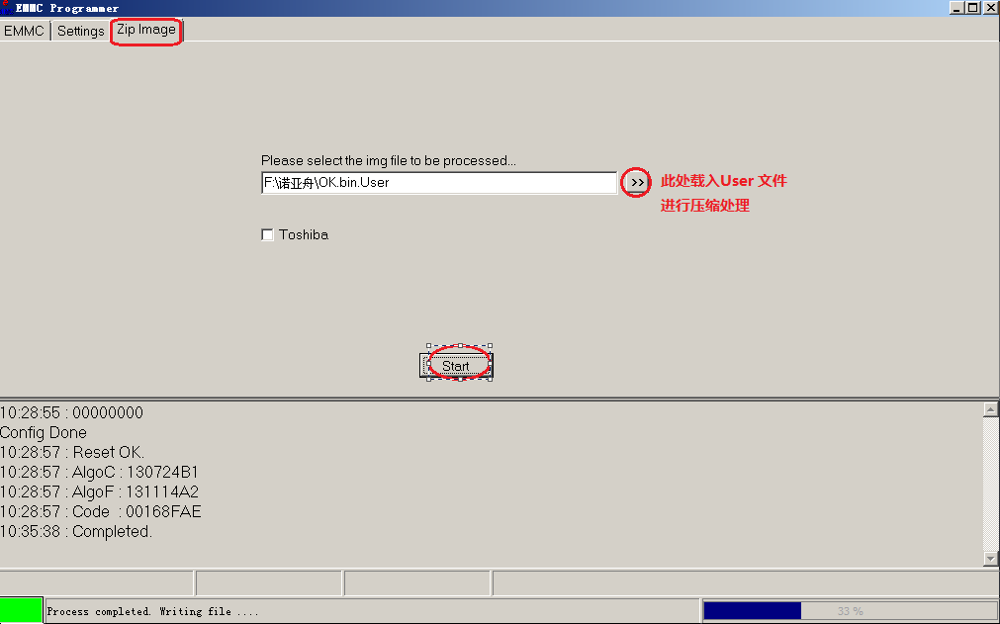 EMMC Programmer
EMMC Settings Zip Image
Please select the img file to be processed...
F:\诺亚舟\OK.bin.User >> 此处载入User 文件
进行压缩处理
Toshiba
Start
10:28:55 : 00000000
Config Done
10:28:57 : Reset OK.
10:28:57 : AlgoC : 130724B1
10:28:57 : AlgoF : 131114A2
10:28:57 : Code : 00168FAE
10:35:38 : Completed.
Process completed. Writing file .... 33 %